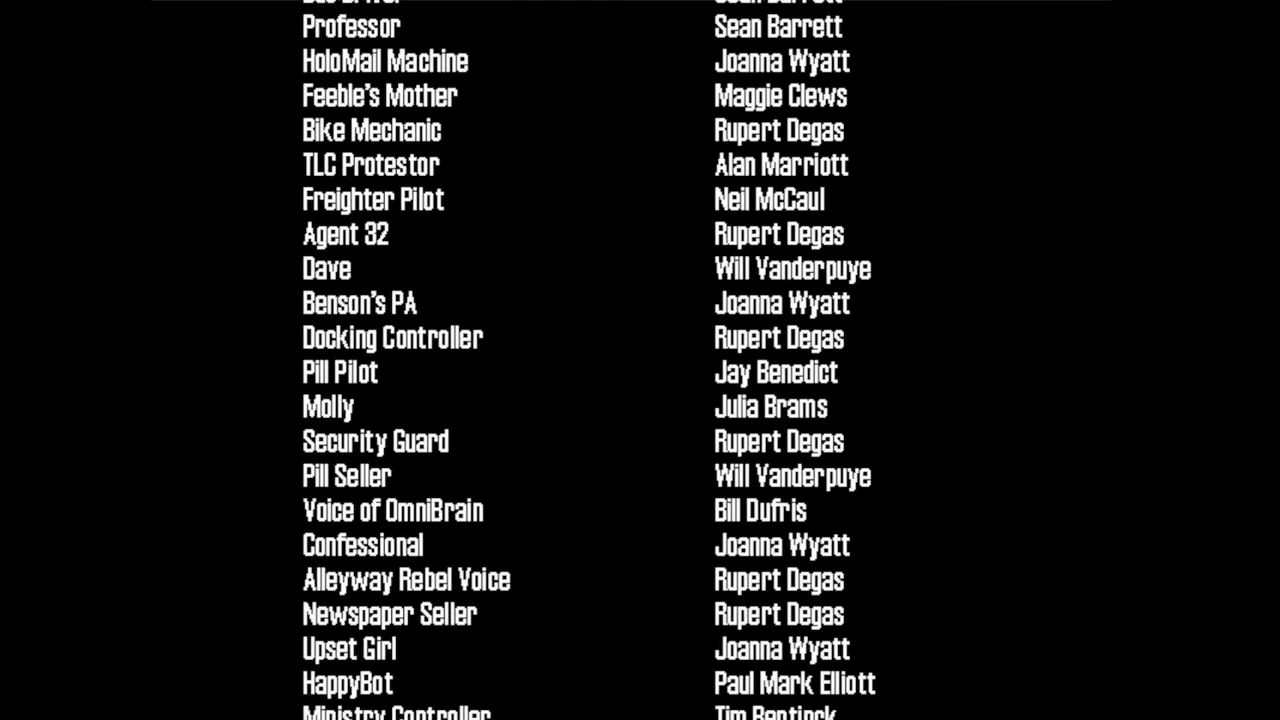 Professor Sean Barrett
HoloMail Machine Joanna Wyatt
Feeble's Mother Maggie Clews
Bike Mechanic Rupert Degas
TLC Protestor Alan Marriott
Freighter Pilot Neil McCaul
Agent 32 Rupert Degas
Dave Will Vanderpuye
Benson's PA Joanna Wyatt
Docking Controller Rupert Degas
Pill Pilot Jay Benedict
Molly Julia Brams
Security Guard Rupert Degas
Pill Seller Will Vanderpuye
Voice of OmniBrain Bill Dufris
Confessional Joanna Wyatt
Alleyway Rebel Voice Rupert Degas
Newspaper Seller Rupert Degas
Upset Girl Joanna Wyatt
HappyBot Paul Mark Elliott
Ministry Controller Tim Bentinck